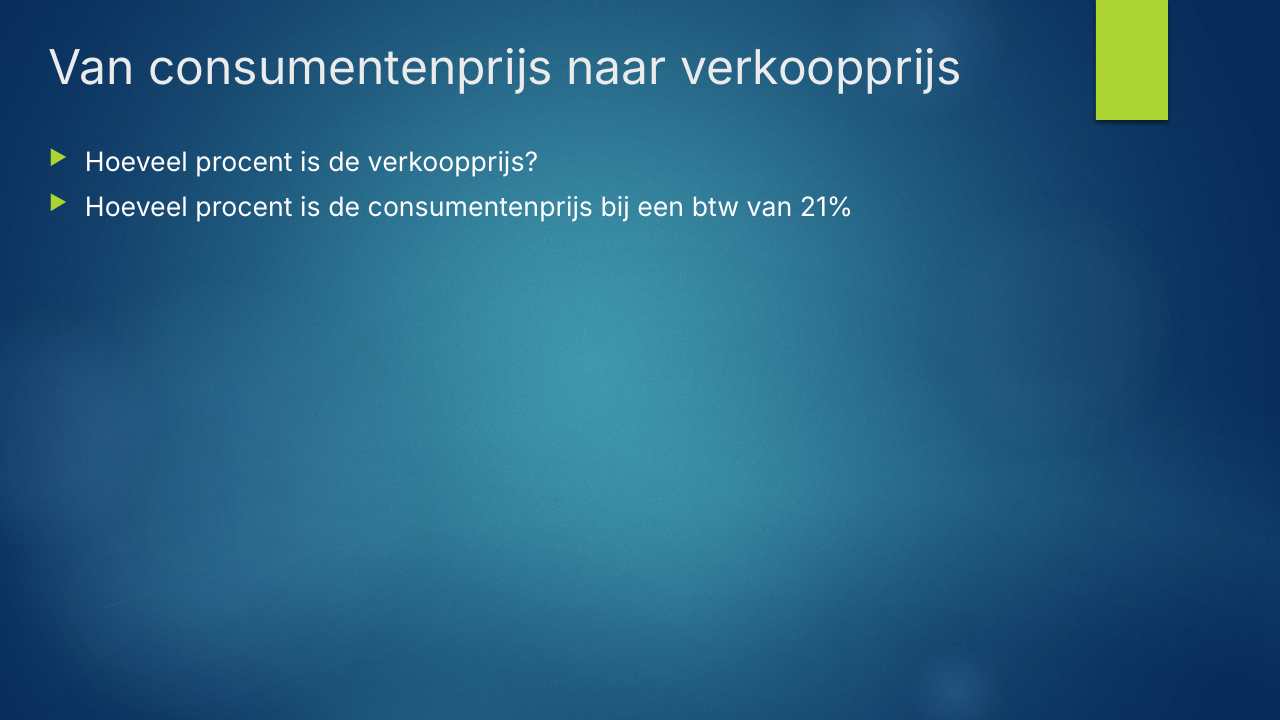 Van consumentenprijs naar verkoopprijs
Hoeveel procent is de verkoopprijs?
Hoeveel procent is de consumentenprijs bij een btw van 21%